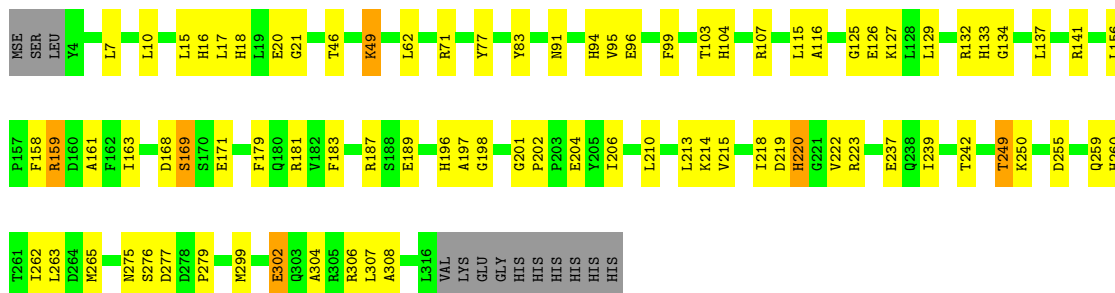 MSE SER LEU Y4 L7 L10 L15 H16 L17 H18 L19 E20 G21 T46 K49 L62 R71 Y77 Y83 N91 H94 V95 E96 F99 T103 H104 R107 L115 A116 G125 E126 K127 L128 L129 R132 H133 G134 L137 R141 L156
P157 F158 R159 D160 A161 F162 I163 D168 S169 S170 E171 F179 Q180 R181 V182 F183 R187 S188 E189 H196 A197 G198 G201 P202 P203 E204 Y205 I206 L210 L213 K214 V215 I218 D219 H220 G221 V222 R223 E237 Q238 I239 T242 T249 K250 D255 Q259 H260
T261 I262 L263 D264 M265 N275 S276 D277 D278 P279 M299 E302 Q303 A304 R305 R306 L307 A308 L316 VAL LYS GLU GLY HIS HIS HIS HIS HIS HIS